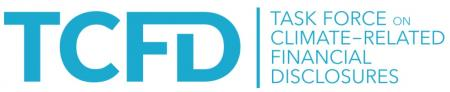 TCFD
TASK FORCE ON
CLIMATE–RELATED
FINANCIAL
DISCLOSURES